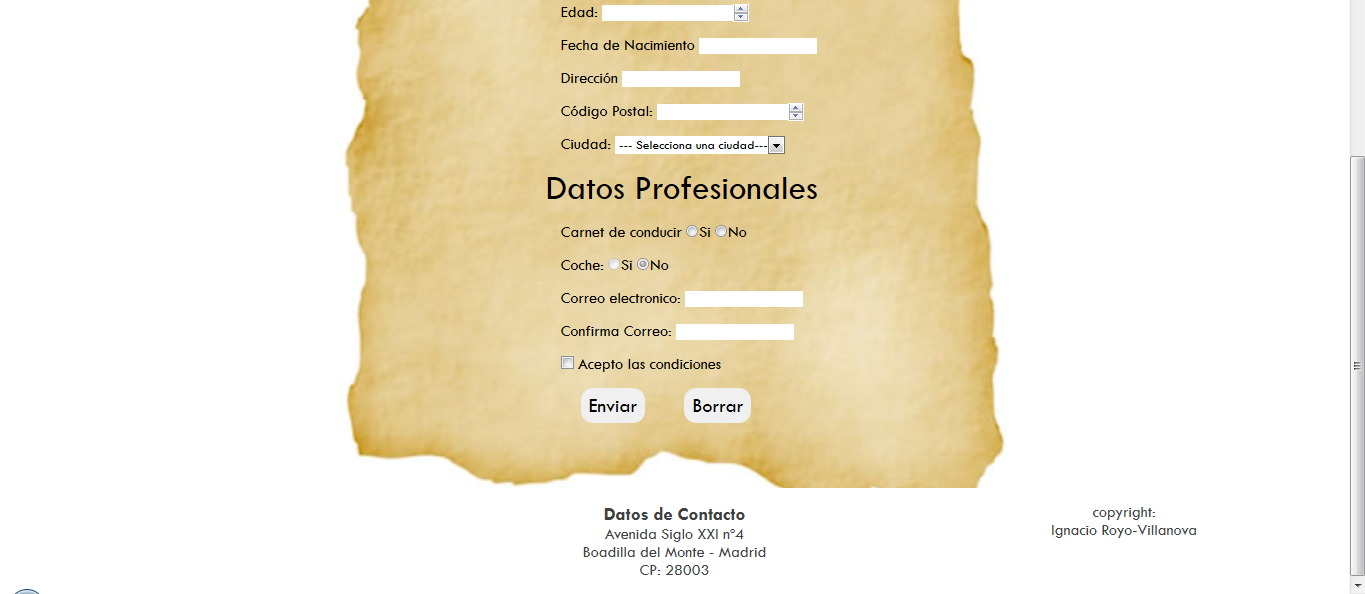 Edad:
Fecha de Nacimiento
Dirección
Código Postal:
Ciudad: --- Selecciona una ciudad---
Datos Profesionales
Carnet de conducir Si No
Coche: Si No
Correo electronico:
Confirma Correo:
Acepto las condiciones
Enviar Borrar
Datos de Contacto
Avenida Siglo XXI nº4
Boadilla del Monte - Madrid
CP: 28003
copyright:
Ignacio Royo-Villanova